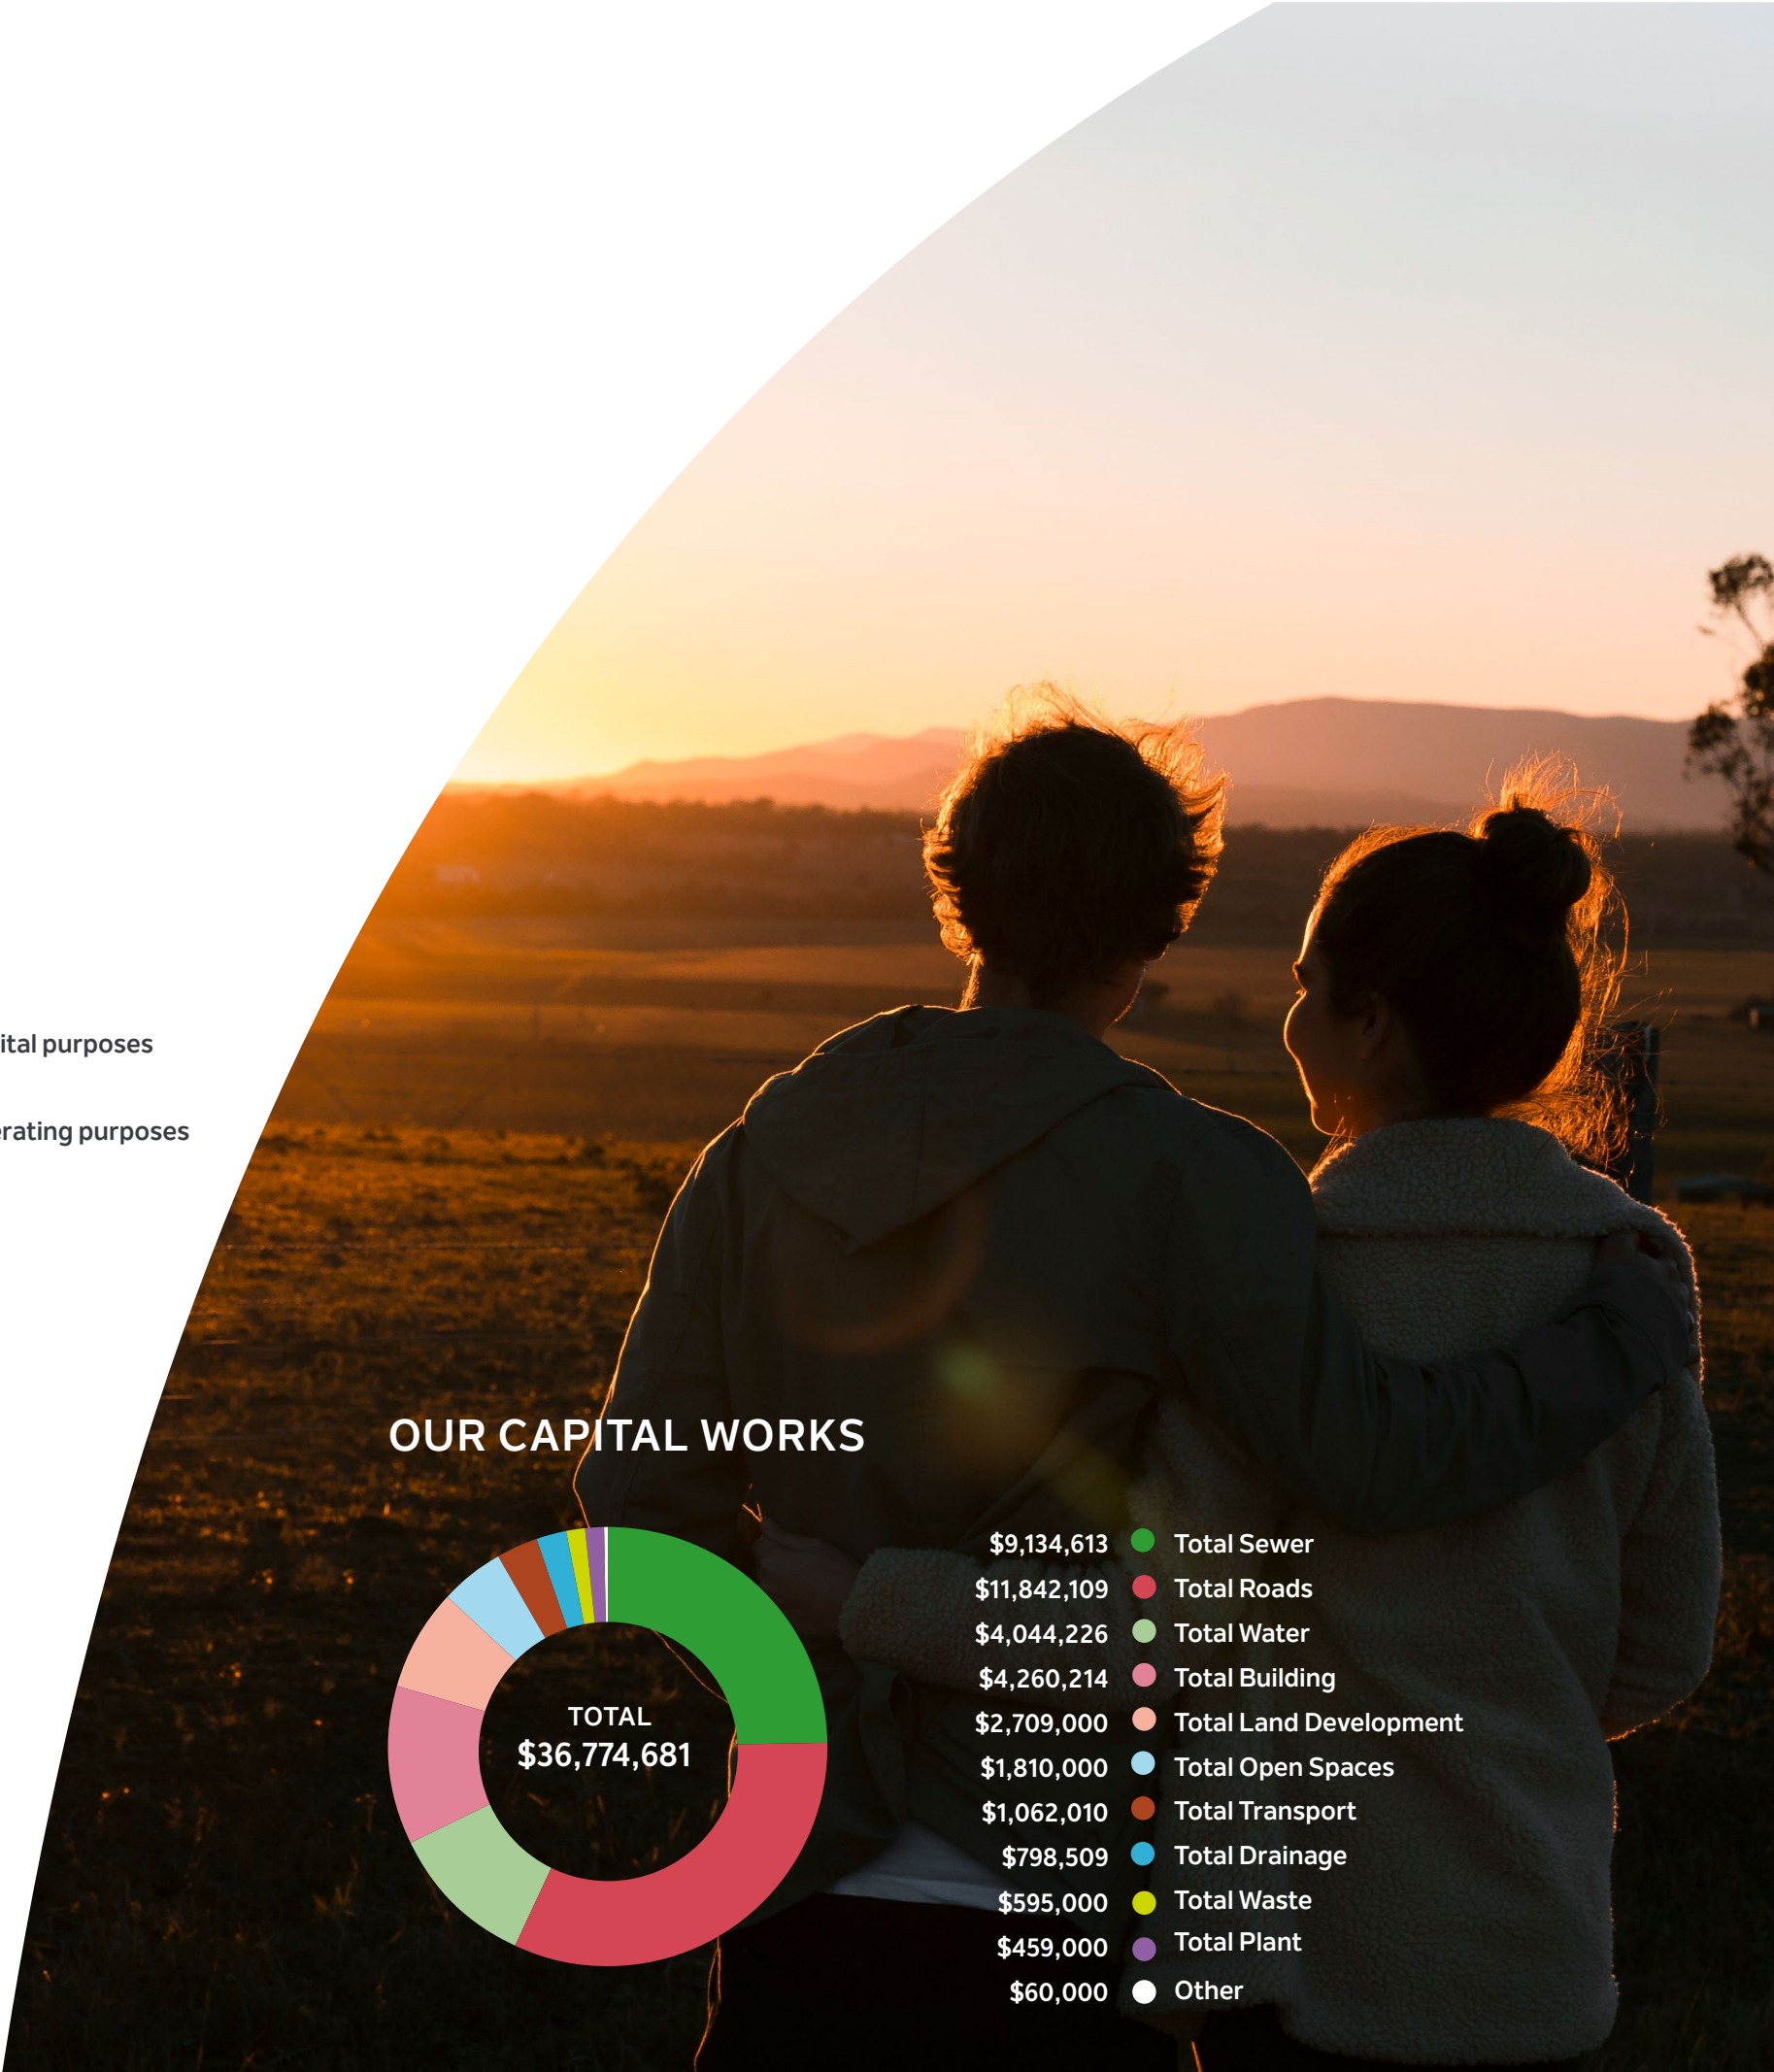 ital purposes
erating purposes
OUR CAPITAL WORKS
TOTAL
$36,774,681
$9,134,613 Total Sewer
$11,842,109 Total Roads
$4,044,226 Total Water
$4,260,214 Total Building
$2,709,000 Total Land Development
$1,810,000 Total Open Spaces
$1,062,010 Total Transport
$798,509 Total Drainage
$595,000 Total Waste
$459,000 Total Plant
$60,000 Other